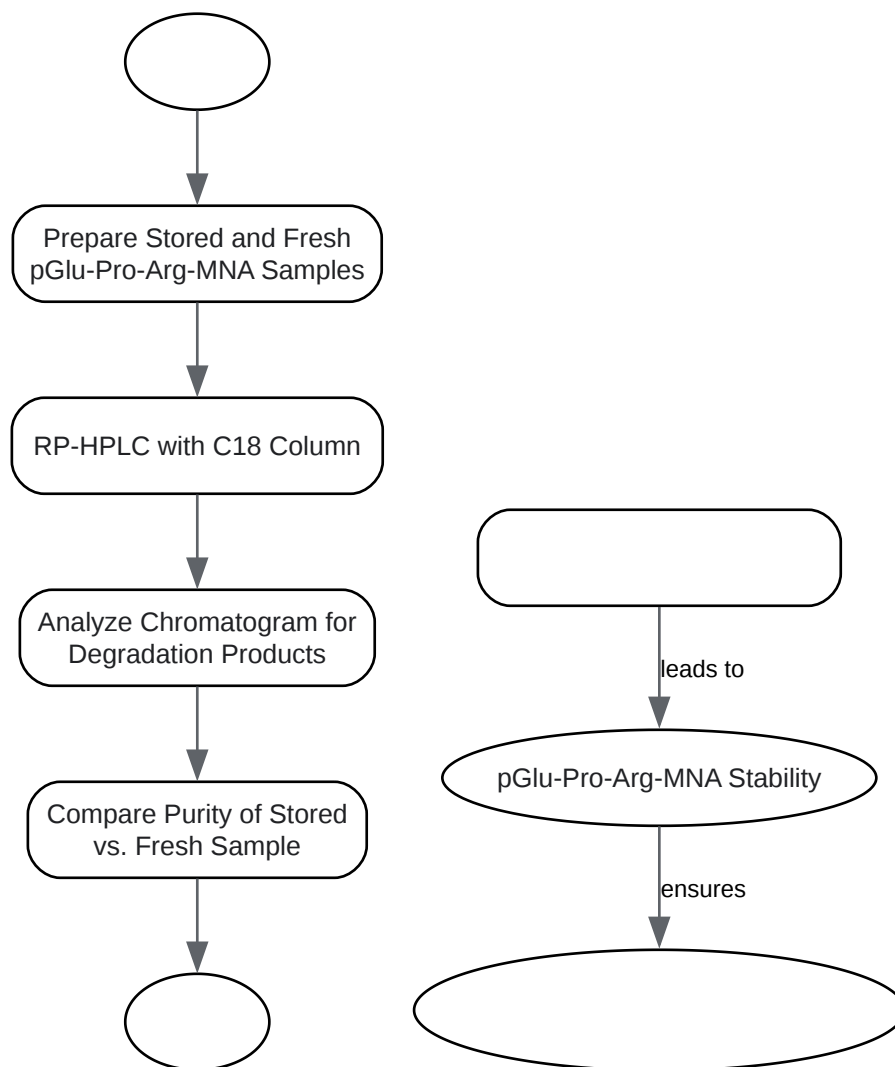 Prepare Stored and Fresh
pGlu-Pro-Arg-MNA Samples
RP-HPLC with C18 Column
Analyze Chromatogram for
Degradation Products
Compare Purity of Stored
vs. Fresh Sample
leads to
pGlu-Pro-Arg-MNA Stability
ensures